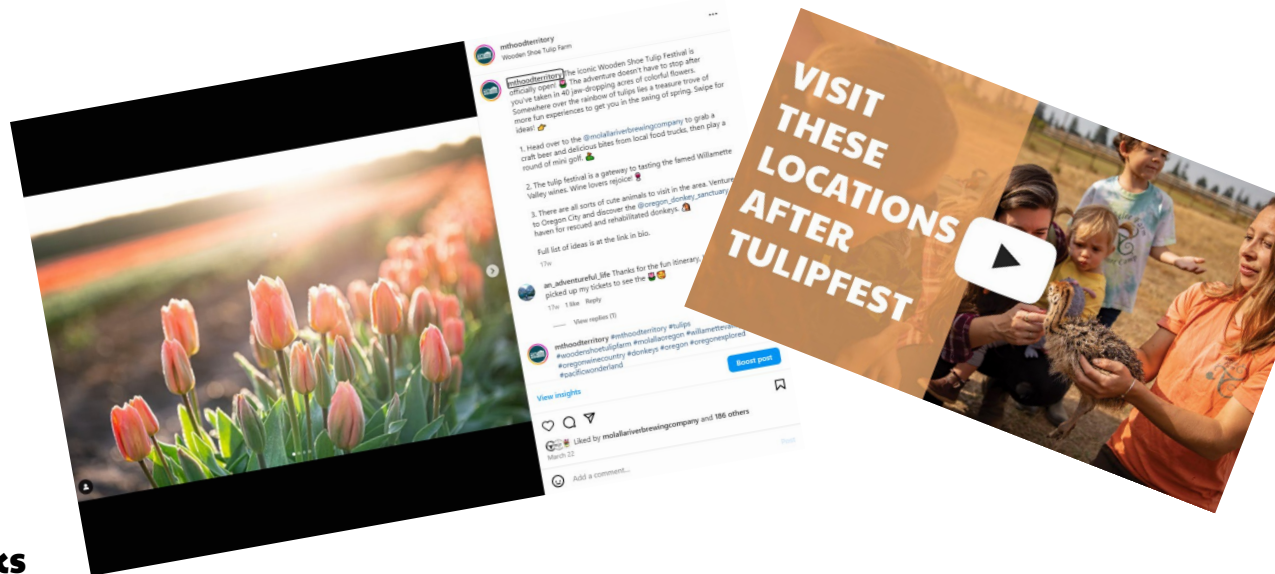 mthoodterritory
Wooden Shoe Tulip Farm
mthoodterritory The iconic Wooden Shoe Tulip Festival is
officially open! 🌷 The adventure doesn't have to stop after
you've taken in 40 jaw-dropping acres of colorful flowers.
Somewhere over the rainbow of tulips lies a treasure trove of
more fun experiences to get you in the swing of spring. Swipe for
ideas! 👉
1. Head over to the @molallariverbrewingcompany to grab a
craft beer and delicious bites from local food trucks, then play a
round of mini golf.
2. The tulip festival is a gateway to tasting the famed Willamette
Valley wines. Wine lovers rejoice! 🍷
3. There are all sorts of cute animals to visit in the area. Venture
to Oregon City and discover the @oregon_donkey_sanctuary,
haven for rescued and rehabilitated donkeys.
Full list of ideas is at the link in bio.
17w
an_adventureful_life Thanks for the fun itinerary,
picked up my tickets to see the
17w 1 like Reply
View replies (1)
mthoodterritory #mthoodterritory #tulips
#woodenshoetulipfarm #molallaoregon
#oregonwinecountry #donkeys #oregon #oregonexplored
#pacificwonderland
View insights
Boost post
Liked by molallariverbrewingcompany and 186 others
March 22
Add a comment...
Post
VISIT
THESE
LOCATIONS
AFTER
TULIPFEST